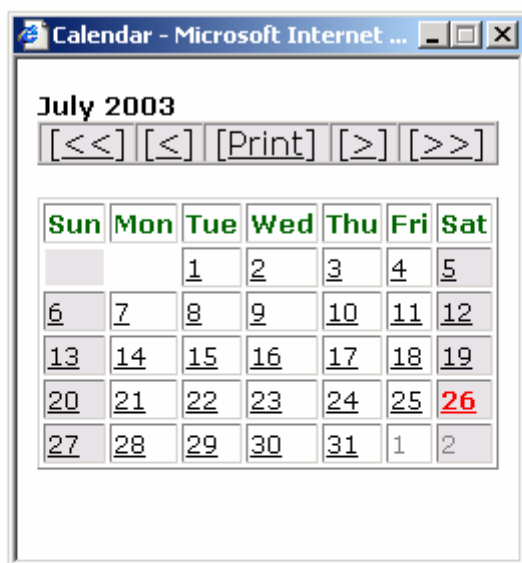 Calendar - Microsoft Internet ...
July 2003
[<<] [<] [Print] [>] [>>]
Sun Mon Tue Wed Thu Fri Sat
1 2 3 4 5
6 7 8 9 10 11 12
13 14 15 16 17 18 19
20 21 22 23 24 25 26
27 28 29 30 31 1 2